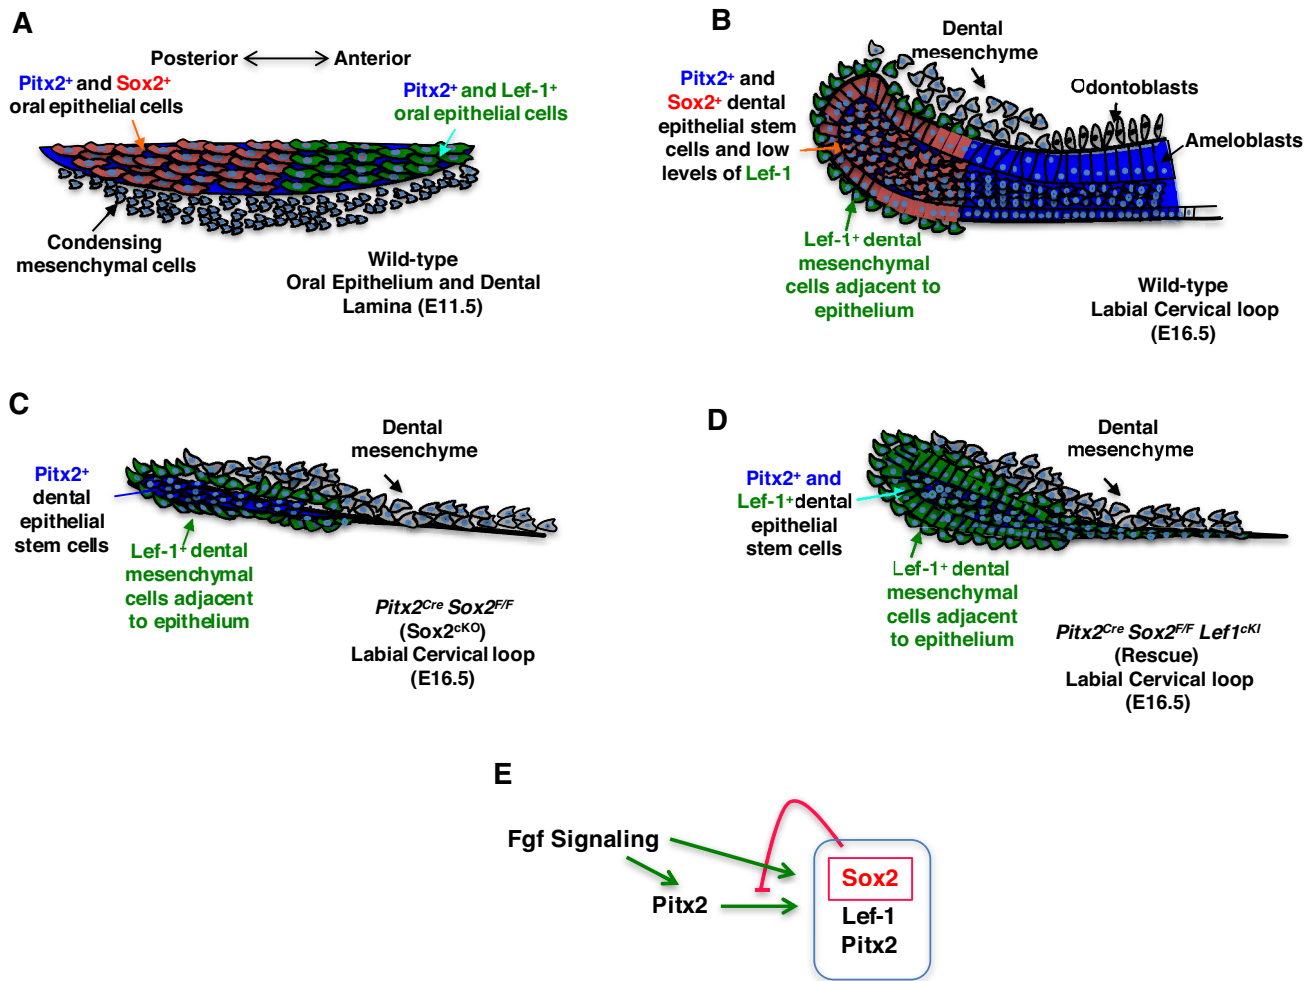 A
Posterior Anterior
Pitx2+ and Sox2+
oral epithelial cells
Pitx2+ and Lef-1+
oral epithelial cells
Condensing
mesenchymal cells
Wild-type
Oral Epithelium and Dental
Lamina (E11.5)
B
Dental
mesenchyme
Pitx2+ and
Sox2+ dental
epithelial stem
cells and low
levels of Lef-1
Odontoblasts
Ameloblasts
Lef-1+ dental
mesenchymal
cells adjacent to
epithelium
Wild-type
Labial Cervical loop
(E16.5)
C
Dental
mesenchyme
Pitx2+
dental
epithelial
stem cells
Lef-1+ dental
mesenchymal
cells adjacent
to epithelium
Pitx2Cre Sox2F/F
(Sox2cKO)
Labial Cervical loop
(E16.5)
D
Dental
mesenchyme
Pitx2+ and
Lef-1+ dental
epithelial
stem cells
Lef-1+ dental
mesenchymal
cells adjacent
to epithelium
Pitx2Cre Sox2F/F Lef1cKI
(Rescue)
Labial Cervical loop
(E16.5)
E
Fgf Signaling
Pitx2
Sox2
Lef-1
Pitx2